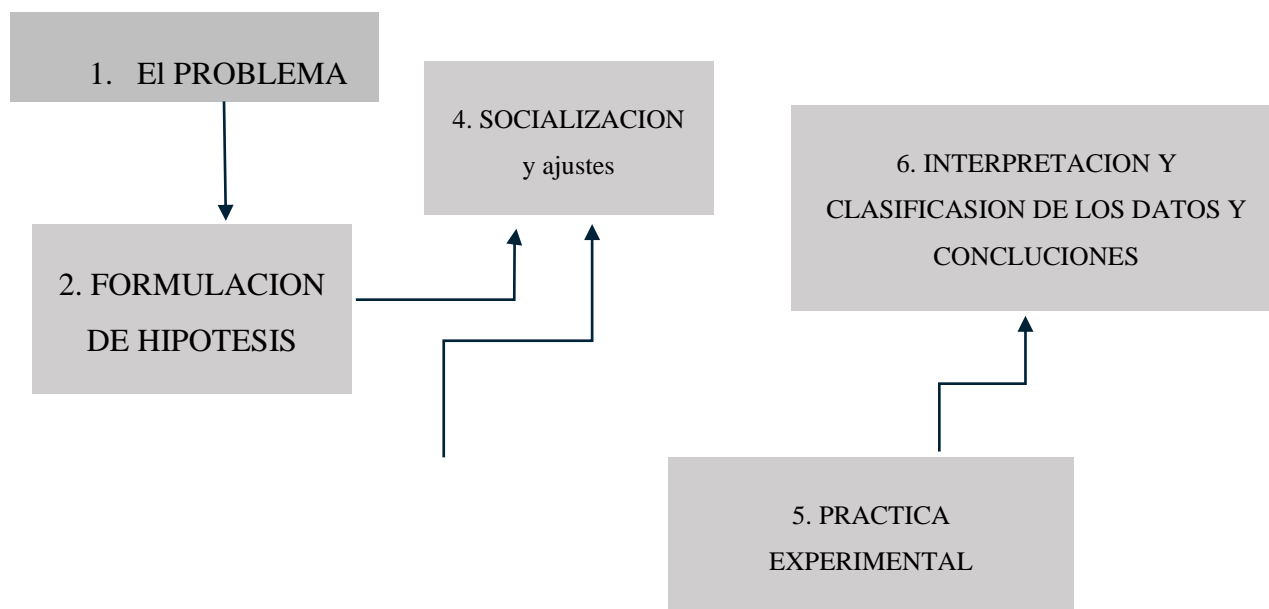 1. El PROBLEMA
2. FORMULACION
DE HIPOTESIS
4. SOCIALIZACION
y ajustes
5. PRACTICA
EXPERIMENTAL
6. INTERPRETACION Y
CLASIFICASION DE LOS DATOS Y
CONCLUCIONES